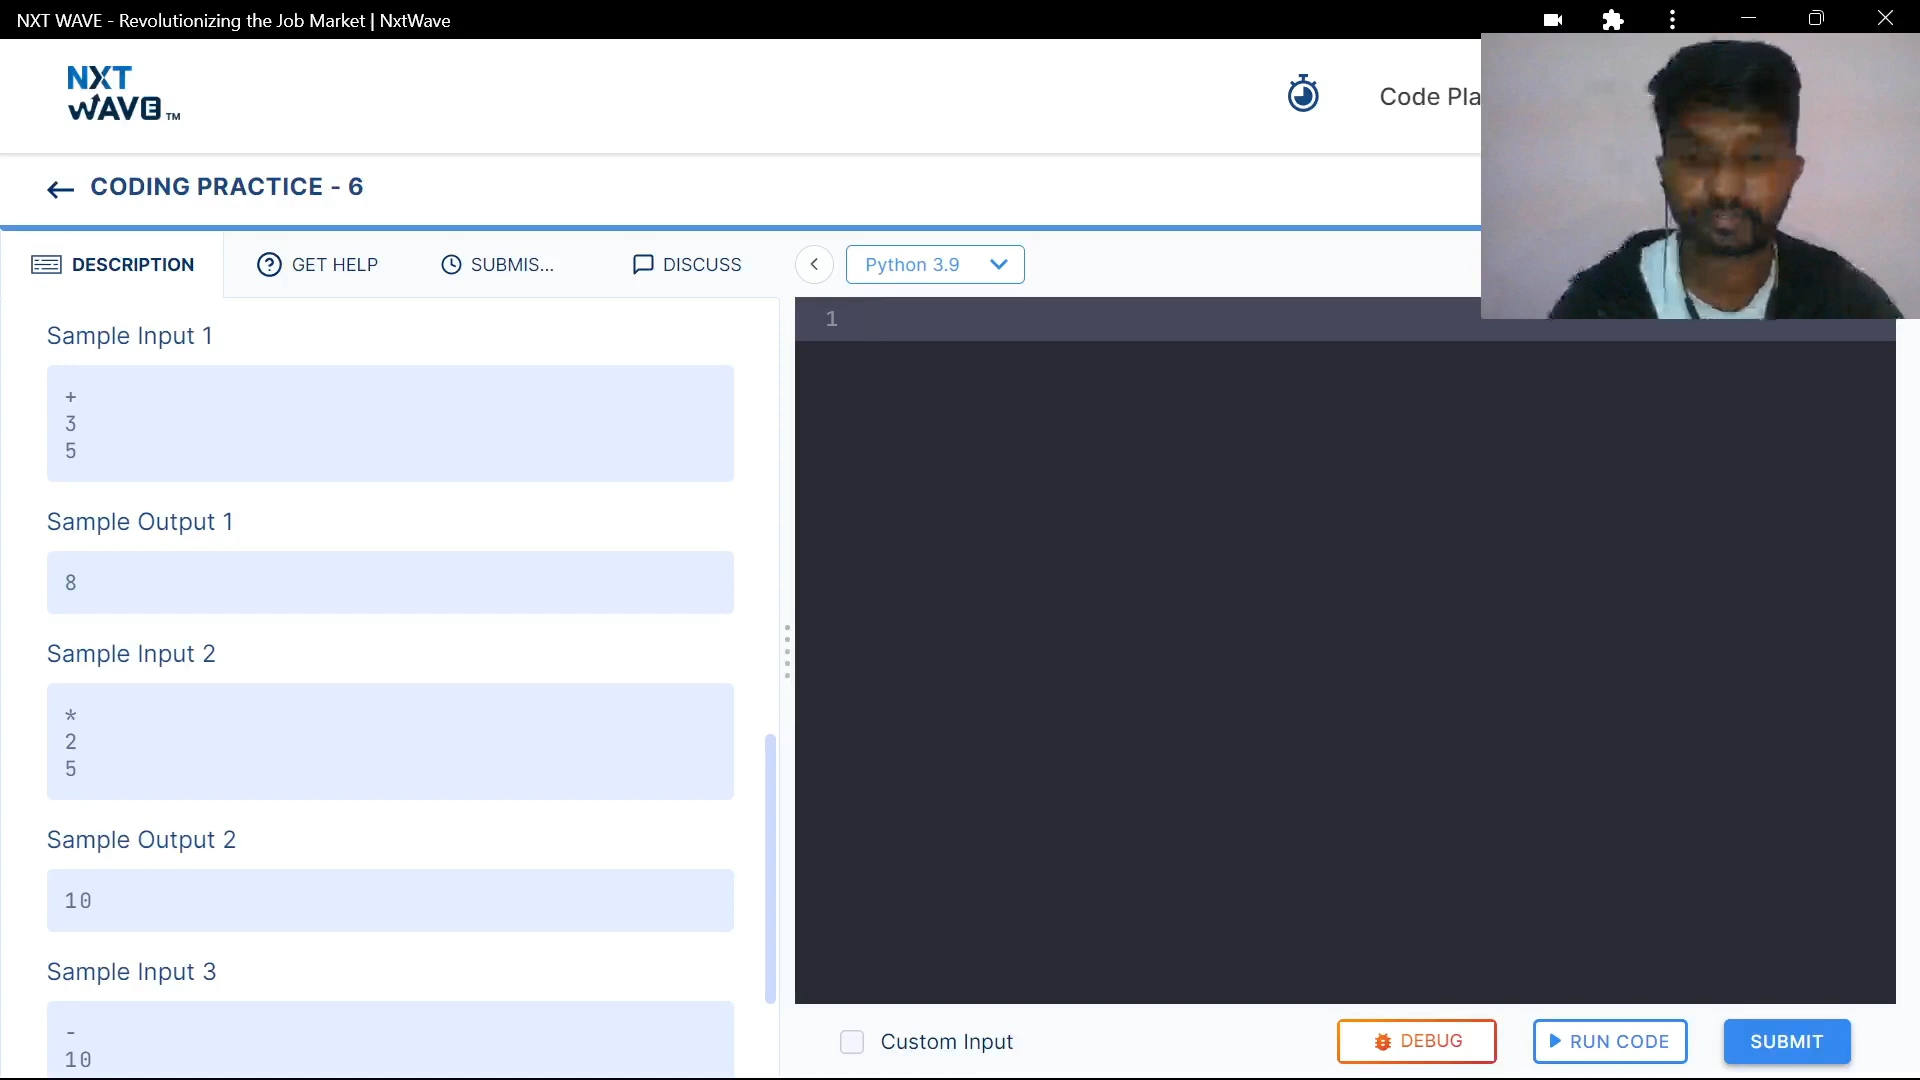 NXT WAVE - Revolutionizing the Job Market | NxtWave
NXT
WAVE TM
Code Pla
CODING PRACTICE - 6
DESCRIPTION
GET HELP
SUBMIS...
DISCUSS
Python 3.9
Sample Input 1
+
3
5
Sample Output 1
8
Sample Input 2
*
2
5
Sample Output 2
10
Sample Input 3
-
10
1
Custom Input
DEBUG
RUN CODE
SUBMIT